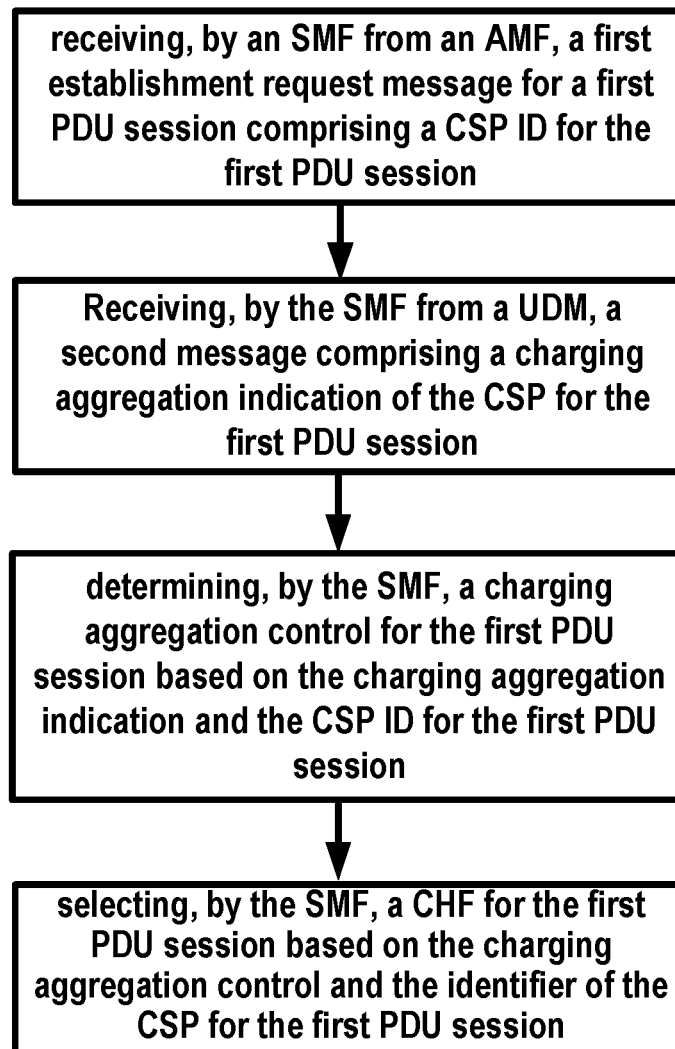 receiving, by an SMF from an AMF, a first
establishment request message for a first
PDU session comprising a CSP ID for the
first PDU session
Receiving, by the SMF from a UDM, a
second message comprising a charging
aggregation indication of the CSP for the
first PDU session
determining, by the SMF, a charging
aggregation control for the first PDU
session based on the charging aggregation
indication and the CSP ID for the first PDU
session
selecting, by the SMF, a CHF for the first
PDU session based on the charging
aggregation control and the identifier of the
CSP for the first PDU session